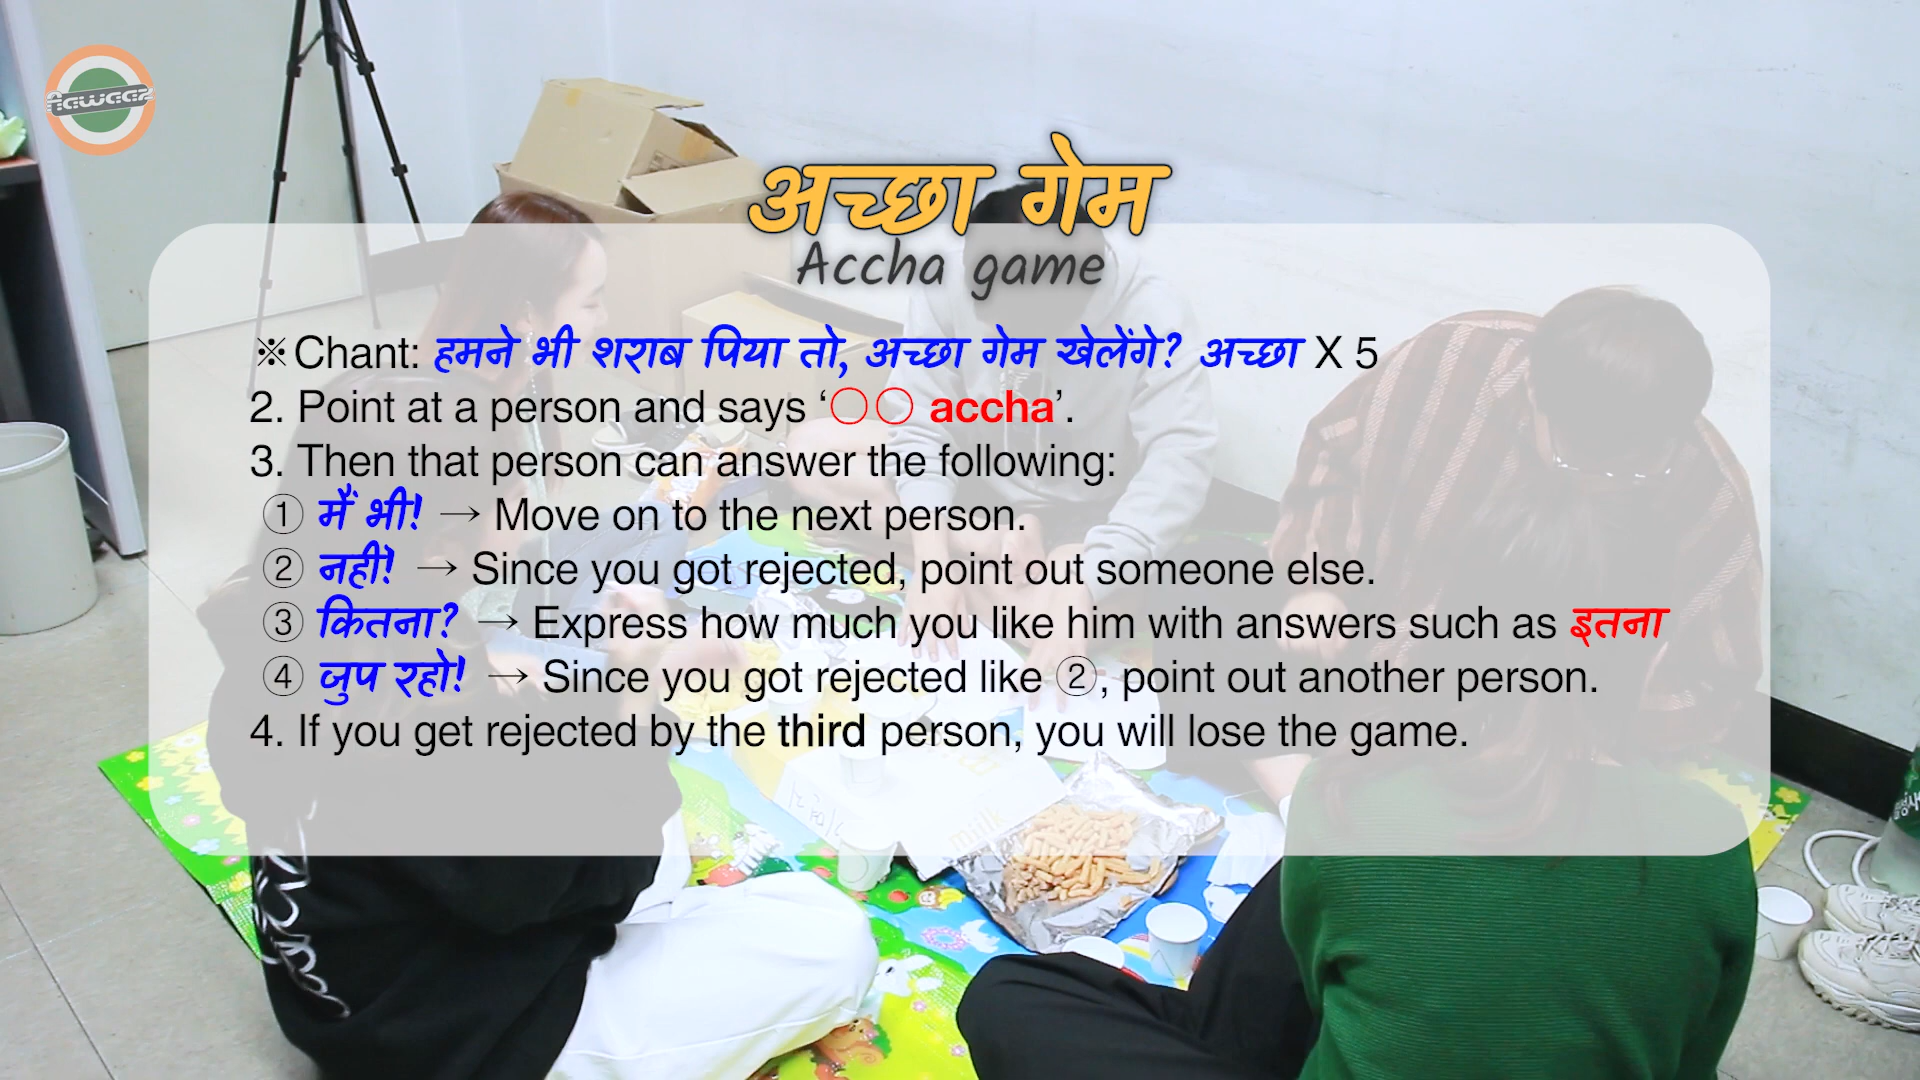 Aawaaz
अच्छा गेम
Accha game
※Chant: हमने भी शराब पिया तो, अच्छा गेम खेलेंगे? अच्छा X 5
2. Point at a person and says ‘○○ accha’.
3. Then that person can answer the following:
① मैं भी! → Move on to the next person.
② नहीं! → Since you got rejected, point out someone else.
③ कितना? → Express how much you like him with answers such as इतना
④ जुप रहो! → Since you got rejected like ②, point out another person.
4. If you get rejected by the third person, you will lose the game.
milk